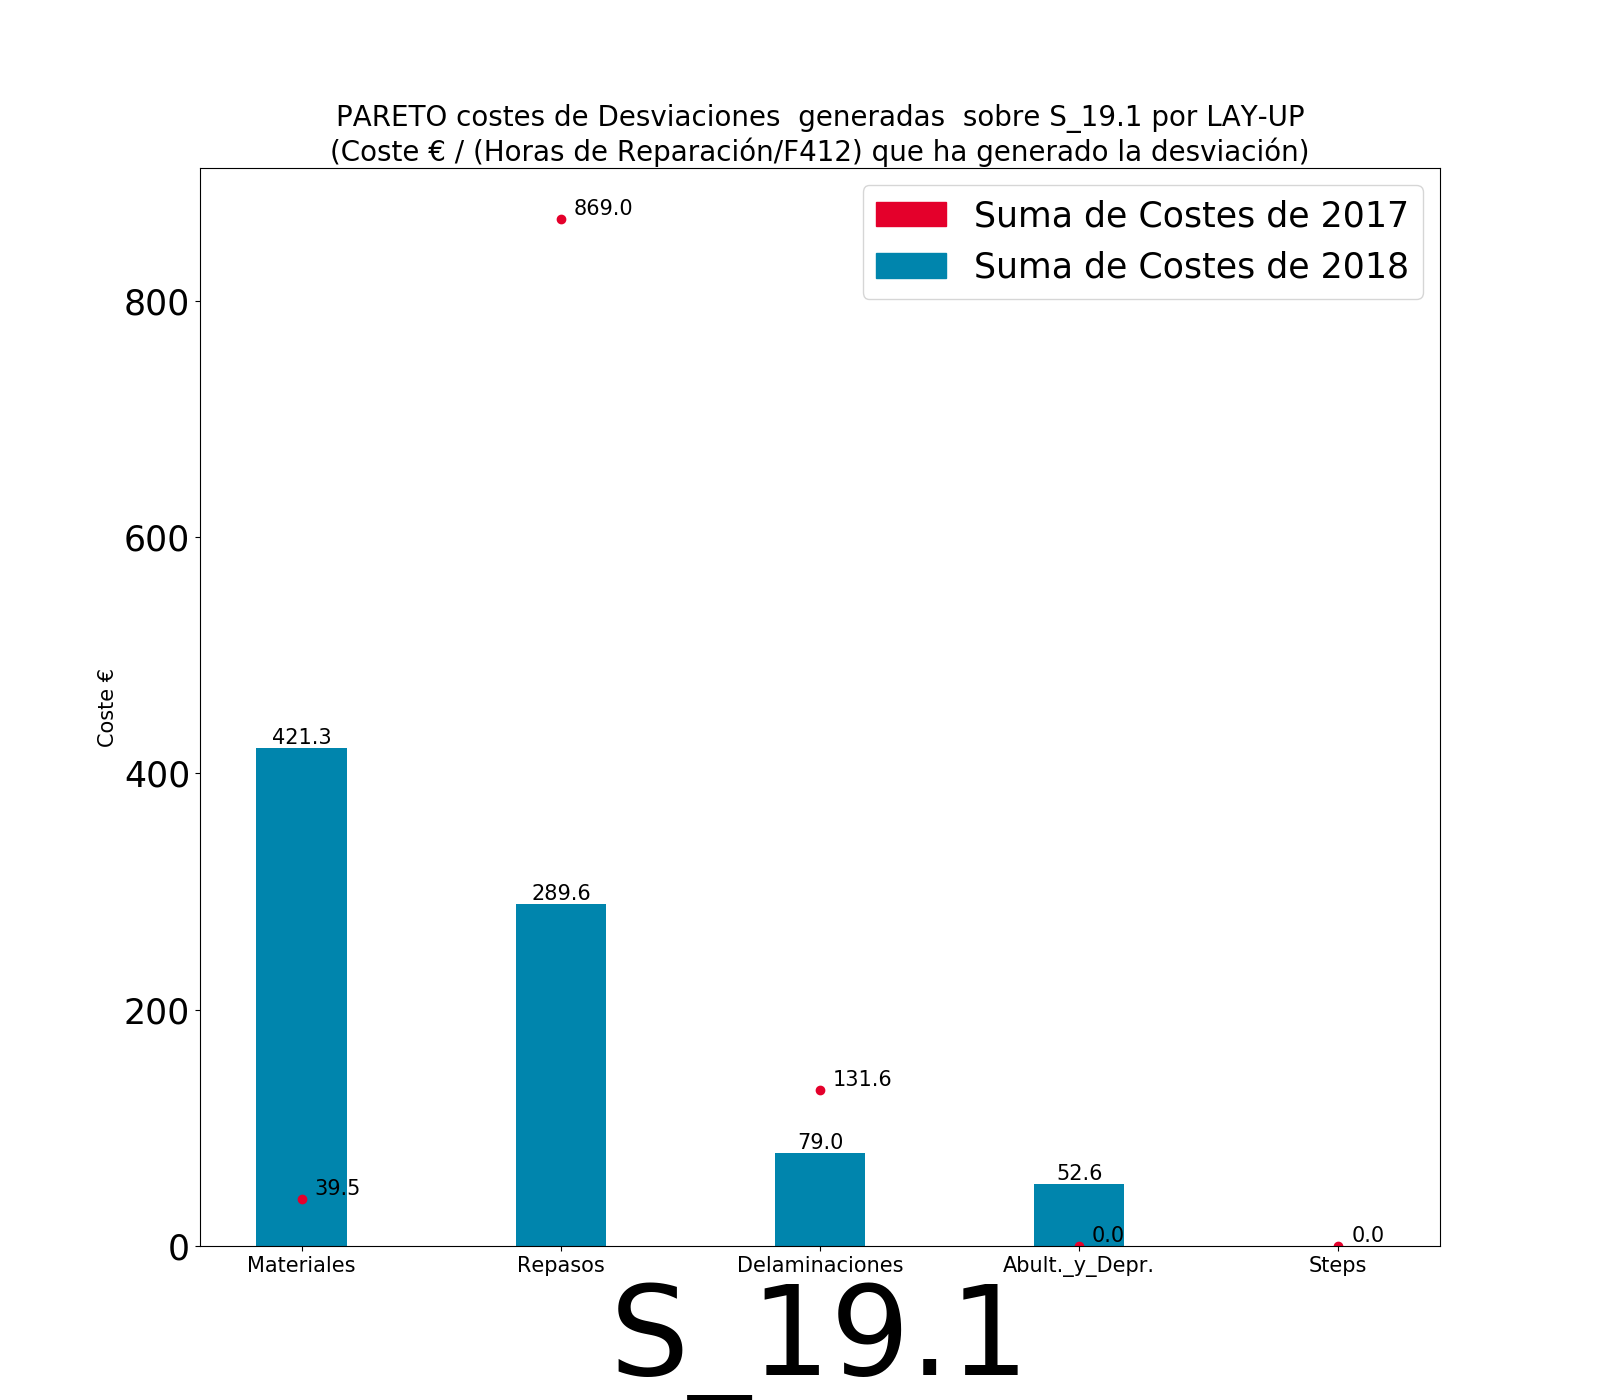 PARETO costes de Desviaciones  generadas  sobre S_19.1 por LAY-UP
(Coste € / (Horas de Reparación/F412) que ha generado la desviación)
869.0
Suma de Costes de 2017
Suma de Costes de 2018
800
600
Coste €
421.3
400
289.6
200
131.6
79.0
52.6
39.5
0.0
0.0
0
Materiales
Repasos
Delaminaciones
Abult._y_Depr.
Steps
S_19.1